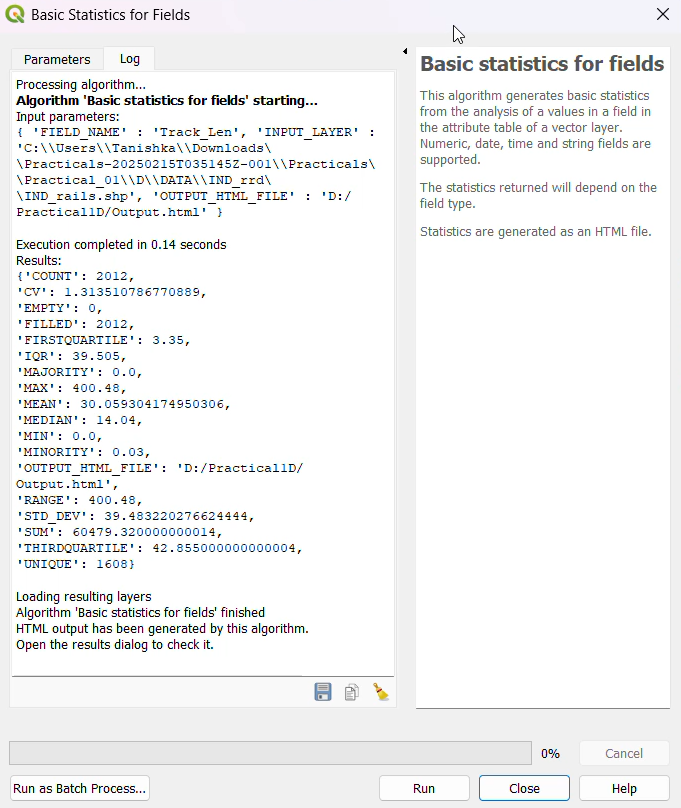 Basic Statistics for Fields
Parameters
Log
Processing algorithm...
Algorithm 'Basic statistics for fields' starting...
Input parameters:
{ 'FIELD_NAME' : 'Track_Len', 'INPUT_LAYER' :
'C:\\Users\\Tanishka\\Downloads\
\Practicals-20250215T035145Z-001\\Practicals\
\Practical_01\\D\\DATA\\IND_rrd\
\IND_rails.shp', 'OUTPUT_HTML_FILE' : 'D:/
Practical1D/Output.html' }
Execution completed in 0.14 seconds
Results:
{'COUNT': 2012,
'CV': 1.313510786770889,
'EMPTY': 0,
'FILLED': 2012,
'FIRSTQUARTILE': 3.35,
'IQR': 39.505,
'MAJORITY': 0.0,
'MAX': 400.48,
'MEAN': 30.059304174950306,
'MEDIAN': 14.04,
'MIN': 0.0,
'MINORITY': 0.03,
'OUTPUT_HTML_FILE': 'D:/Practical1D/
Output.html',
'RANGE': 400.48,
'STD_DEV': 39.483220276624444,
'SUM': 60479.320000000014,
'THIRDQUARTILE': 42.855000000000004,
'UNIQUE': 1608}
Loading resulting layers
Algorithm 'Basic statistics for fields' finished
HTML output has been generated by this algorithm.
Open the results dialog to check it.
Basic statistics for fields
This algorithm generates basic statistics
from the analysis of a values in a field in
the attribute table of a vector layer.
Numeric, date, time and string fields are
supported.
The statistics returned will depend on the
field type.
Statistics are generated as an HTML file.
0%
Cancel
Run as Batch Process...
Run
Close
Help